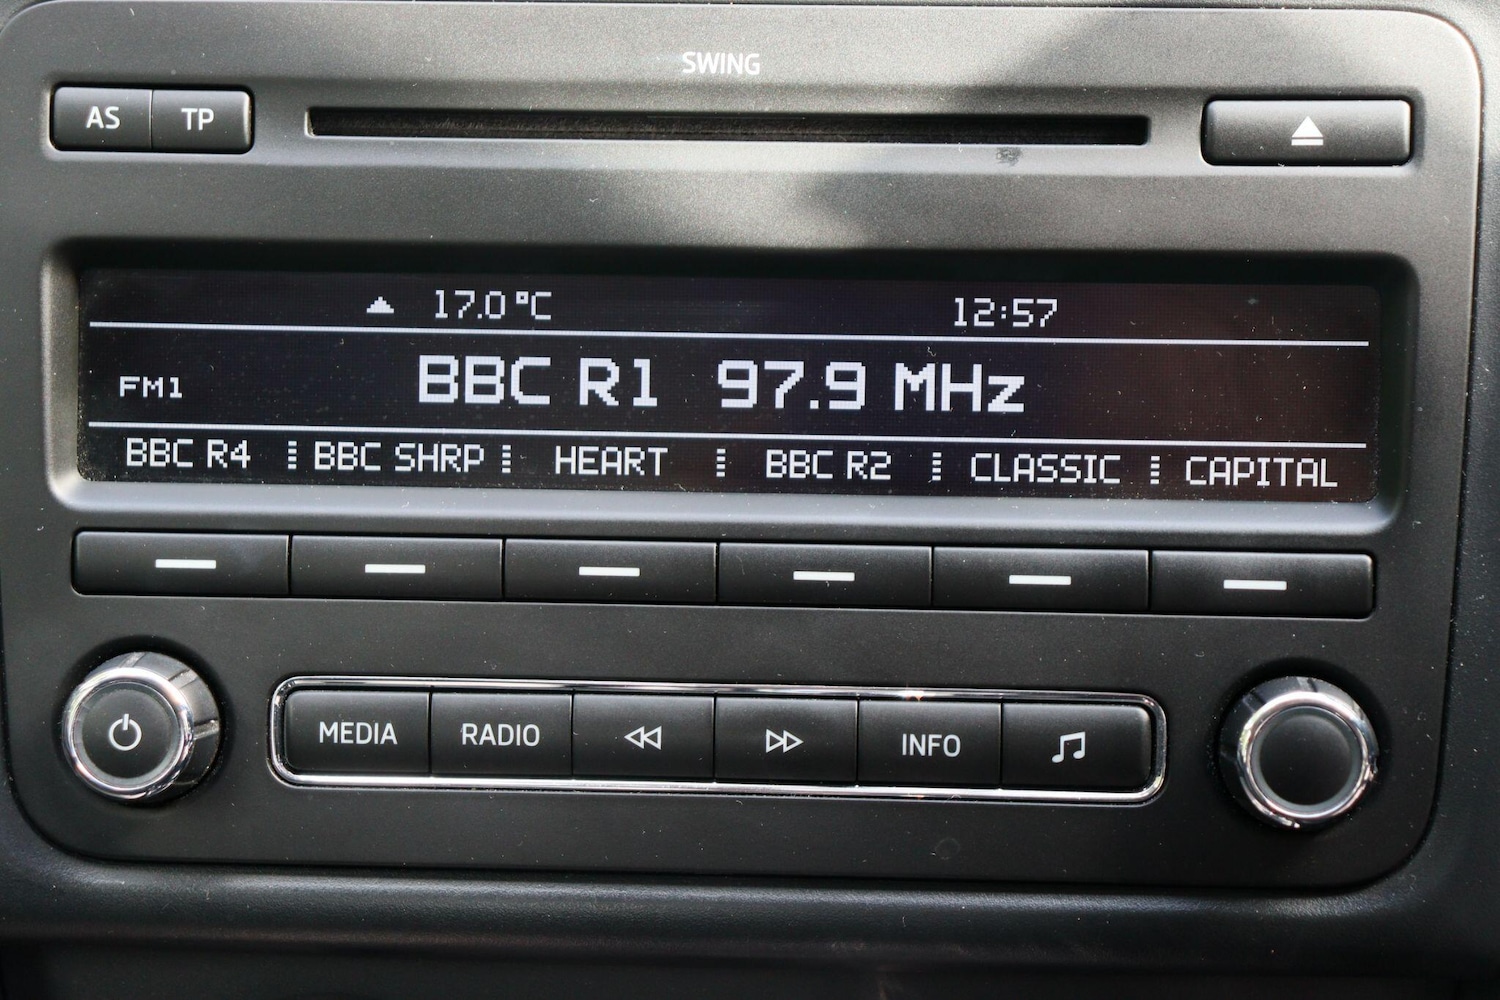 SWING
AS TP
17.0°C 12:57
FM1 BBC R1 97.9 MHz
BBC R4 BBC SHRP HEART BBC R2 CLASSIC CAPITAL
MEDIA RADIO INFO